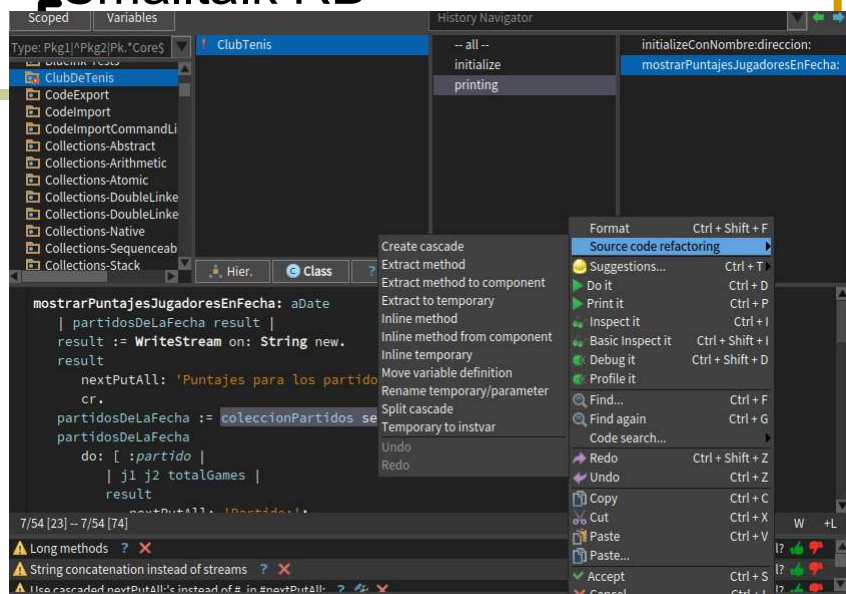 Smalltalk RB
Scoped Variables
History Navigator
Type: Pkg1|^Pkg2|Pk.*Core$
ClubDeTenis
CodeExport
CodeImport
CodeImportCommandLi
Collections-Abstract
Collections-Arithmetic
Collections-Atomic
Collections-DoubleLinke
Collections-DoubleLinke
Collections-Native
Collections-Sequenceab
Collections-Stack
ClubTenis
-- all --
initialize
printing
initializeConNombre:direccion:
mostrarPuntajesJugadoresEnFecha:
Hier. Class ?
mostrarPuntajesJugadoresEnFecha: aDate
| partidosDeLaFecha result |
result := WriteStream on: String new.
result
nextPutAll: 'Puntajes para los partido
cr.
partidosDeLaFecha := coleccionPartidos se
partidosDeLaFecha
do: [ :partido |
| j1 j2 totalGames |
result
Create cascade
Extract method
Extract method to component
Extract to temporary
Inline method
Inline method from component
Inline temporary
Move variable definition
Rename temporary/parameter
Split cascade
Temporary to instvar
Undo
Redo
Format Ctrl + Shift + F
Source code refactoring
Suggestions... Ctrl + T
Do it Ctrl + D
Print it Ctrl + P
Inspect it Ctrl + I
Basic Inspect it Ctrl + Shift + I
Debug it Ctrl + Shift + D
Profile it
Find... Ctrl + F
Find again Ctrl + G
Code search...
Redo Ctrl + Shift + Z
Undo Ctrl + Z
Copy Ctrl + C
Cut Ctrl + X
Paste Ctrl + V
Paste...
Accept Ctrl + S
7/54 [23] -- 7/54 [74] W +L
Long methods ?
String concatenation instead of streams ?
Use cascaded nextPutAll:'s instead of #, in #nextPutAll: ?